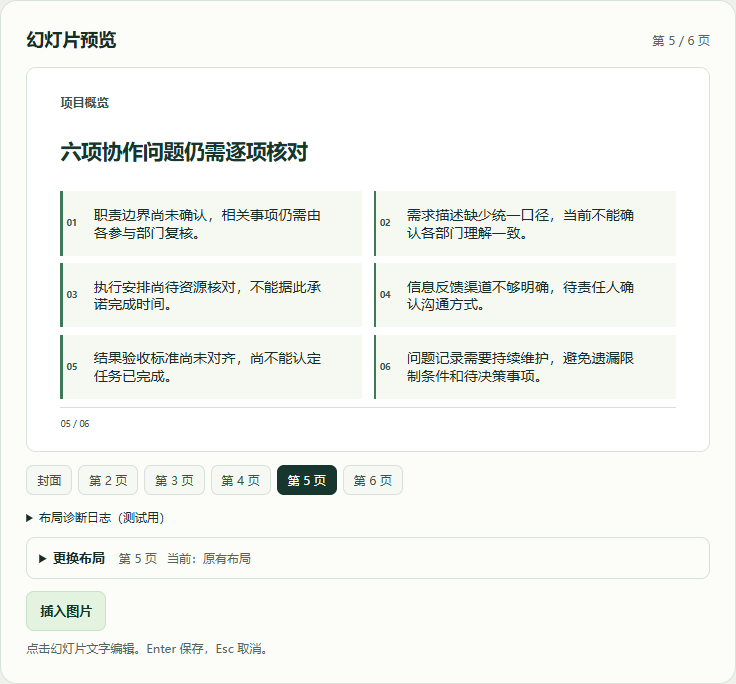 幻灯片预览
第 5 / 6 页
项目概览
六项协作问题仍需逐项核对
01
职责边界尚未确认，相关事项仍需由
各参与部门复核。
02
需求描述缺少统一口径，当前不能确
认各部门理解一致。
03
执行安排尚待资源核对，不能据此承
诺完成时间。
04
信息反馈渠道不够明确，待责任人确
认沟通方式。
05
结果验收标准尚未对齐，尚不能认定
任务已完成。
06
问题记录需要持续维护，避免遗漏限
制条件和待决策事项。
05 / 06
封面
第 2 页
第 3 页
第 4 页
第 5 页
第 6 页
布局诊断日志（测试用）
更换布局 第 5 页 当前：原有布局
插入图片
点击幻灯片文字编辑。Enter 保存，Esc 取消。